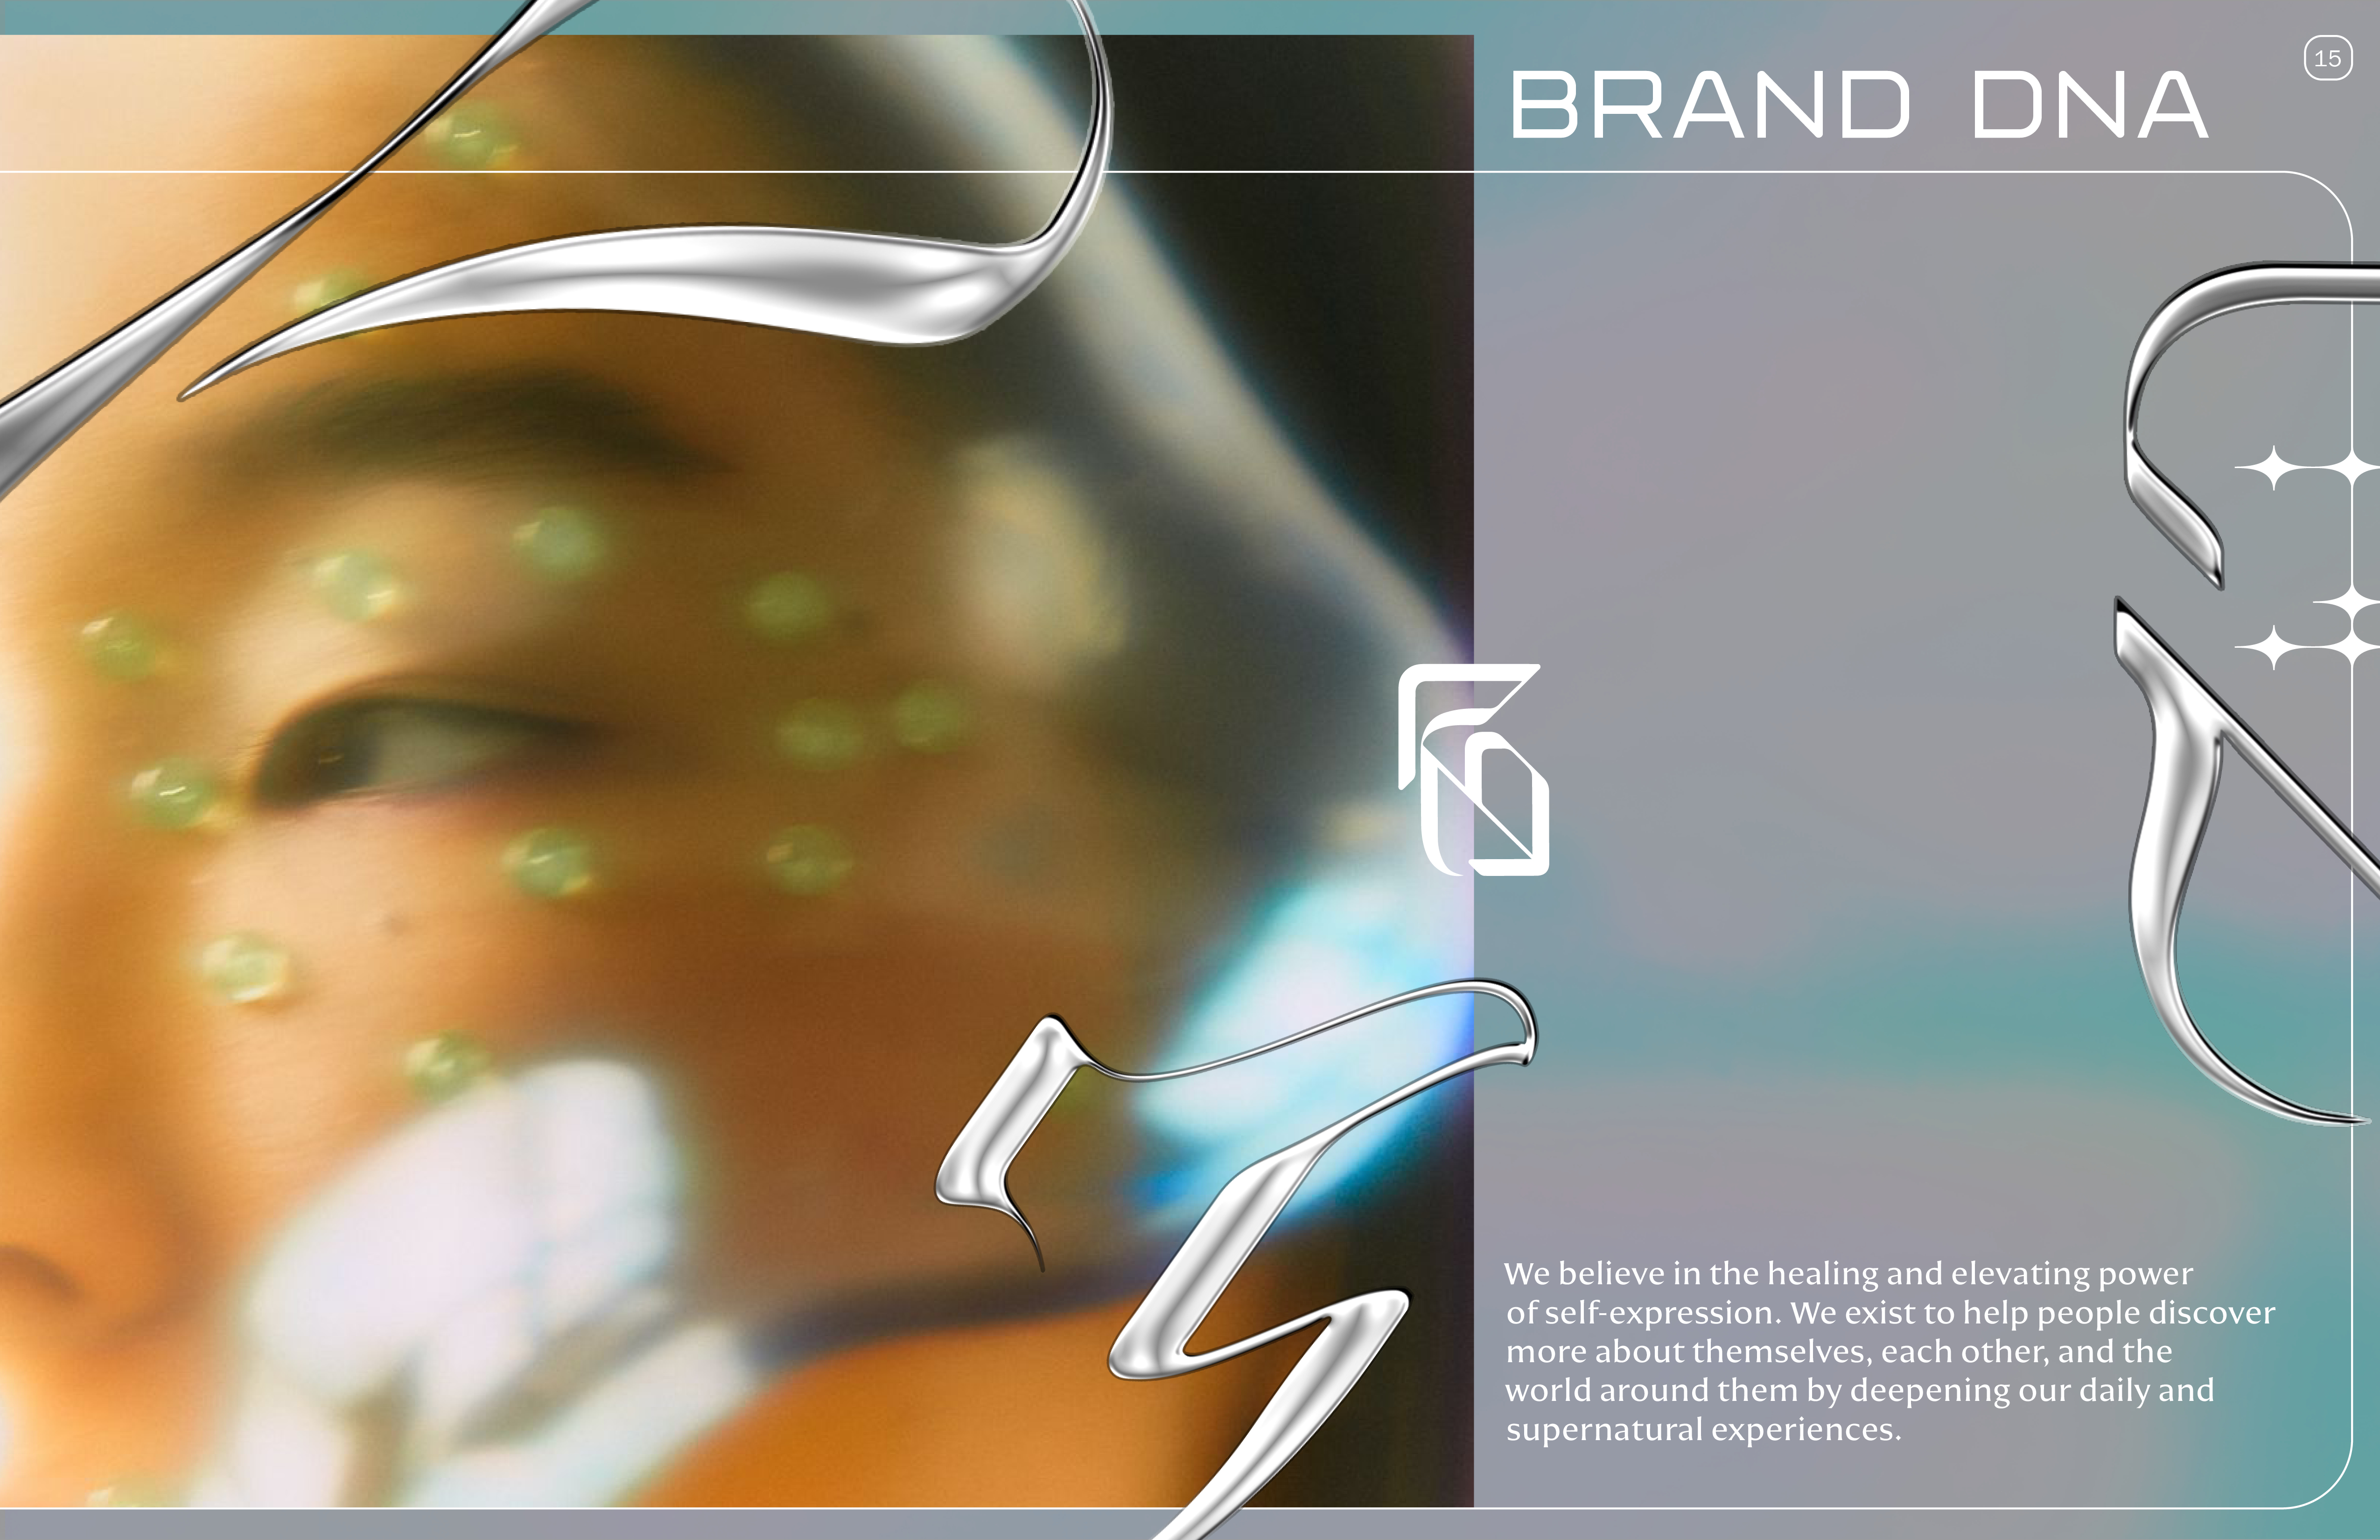 BRAND DNA
15
We believe in the healing and elevating power
of self-expression. We exist to help people discover
more about themselves, each other, and the
world around them by deepening our daily and
supernatural experiences.